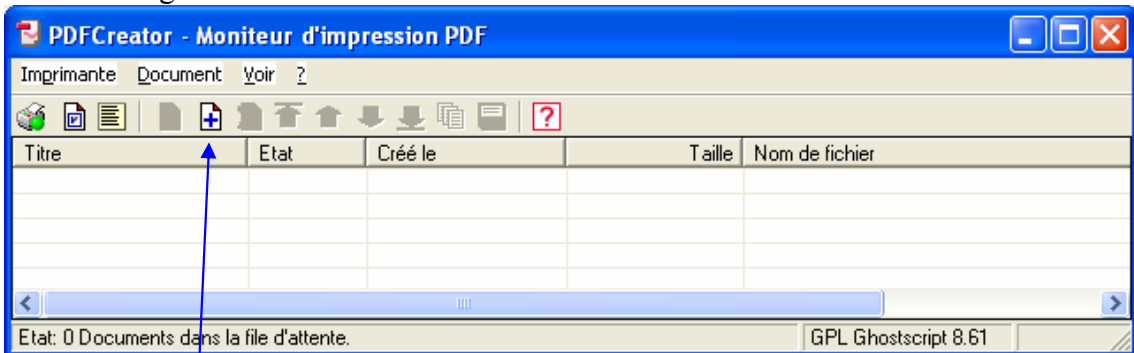 PDFCreator - Moniteur d'impression PDF
Imprimante Document Voir ?
?
Titre Etat Créé le Taille Nom de fichier
Etat: 0 Documents dans la file d'attente. GPL Ghostscript 8.61